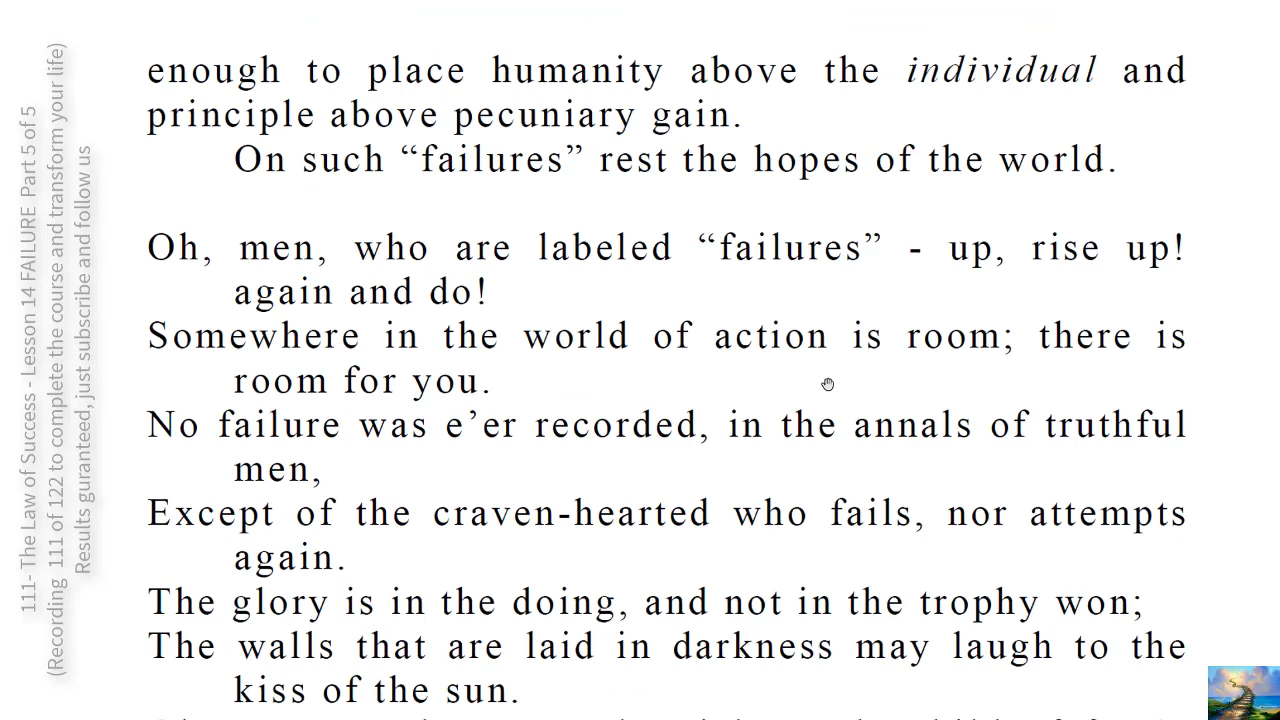 enough to place humanity above the individual and
principle above pecuniary gain.
On such “failures” rest the hopes of the world.
Oh, men, who are labeled “failures” - up, rise up!
again and do!
Somewhere in the world of action is room; there is
room for you.
No failure was e’er recorded, in the annals of truthful
men,
Except of the craven-hearted who fails, nor attempts
again.
The glory is in the doing, and not in the trophy won;
The walls that are laid in darkness may laugh to the
kiss of the sun.
111- The Law of Success - Lesson 14 FAILURE Part 5 of 5
(Recording 111 of 122 to complete the course and transform your life)
Results guranteed, just subscribe and follow us